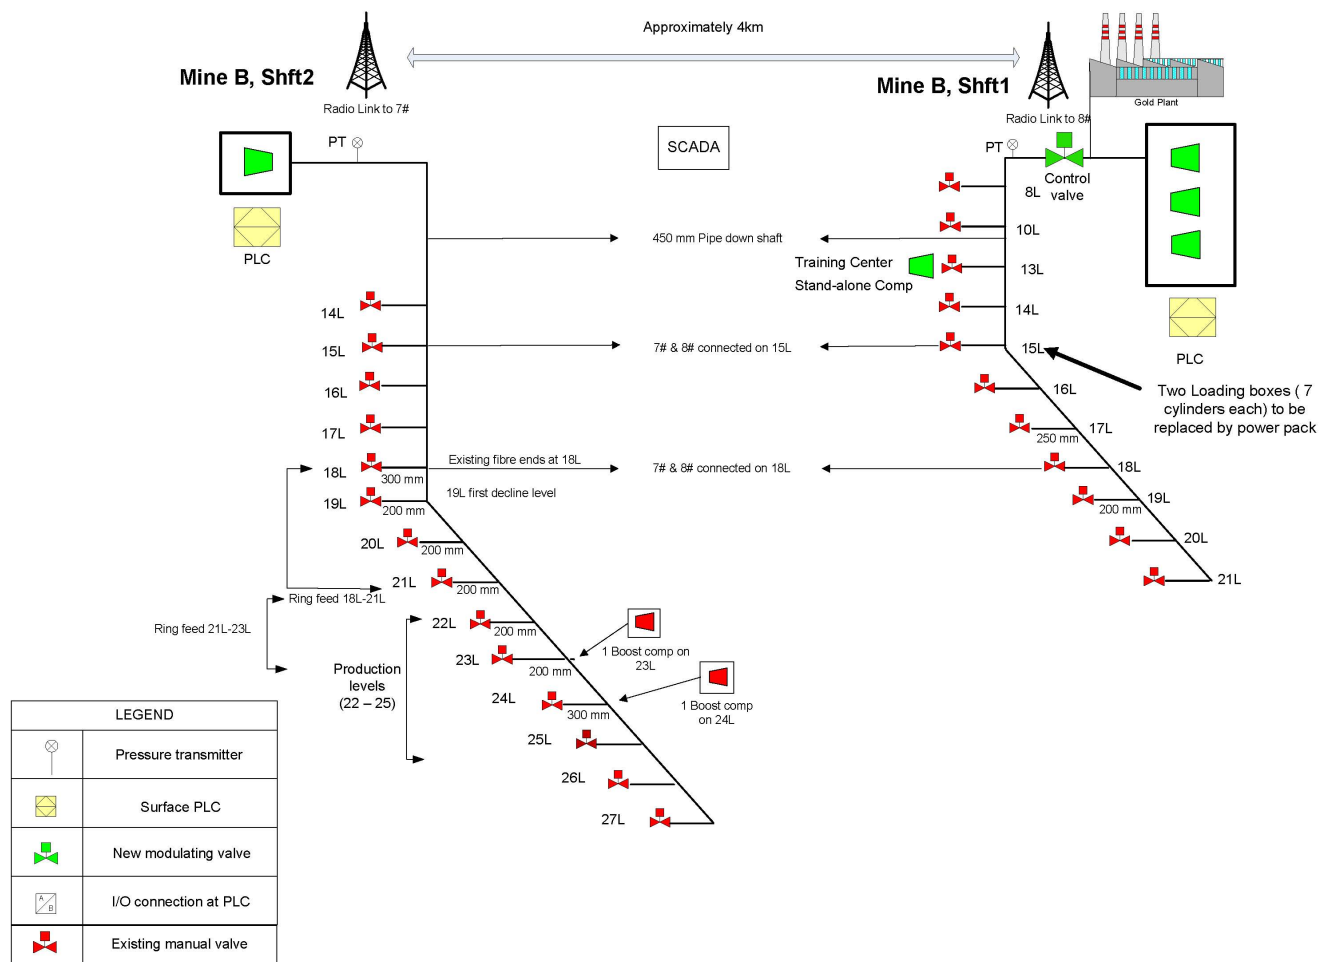 Approximately 4km
Mine B, Shft2
Mine B, Shft1
Radio Link to 7#
Radio Link to 8#
Gold Plant
PT
SCADA
PT
Control
valve
8L
PLC
450 mm Pipe down shaft
10L
Training Center
Stand-alone Comp
13L
14L
14L
15L
7# & 8# connected on 15L
15L
PLC
16L
16L
Two Loading boxes ( 7
cylinders each) to be
replaced by power pack
17L
17L
250 mm
18L
300 mm
Existing fibre ends at 18L
7# & 8# connected on 18L
18L
19L
200 mm
19L first decline level
19L
200 mm
20L
200 mm
20L
21L
200 mm
21L
Ring feed 18L-21L
Ring feed 21L-23L
22L
200 mm
23L
200 mm
1 Boost comp on
23L
Production
levels
(22 – 25)
24L
300 mm
1 Boost comp
on 24L
25L
26L
27L
LEGEND
Pressure transmitter
Surface PLC
New modulating valve
A
B
I/O connection at PLC
Existing manual valve